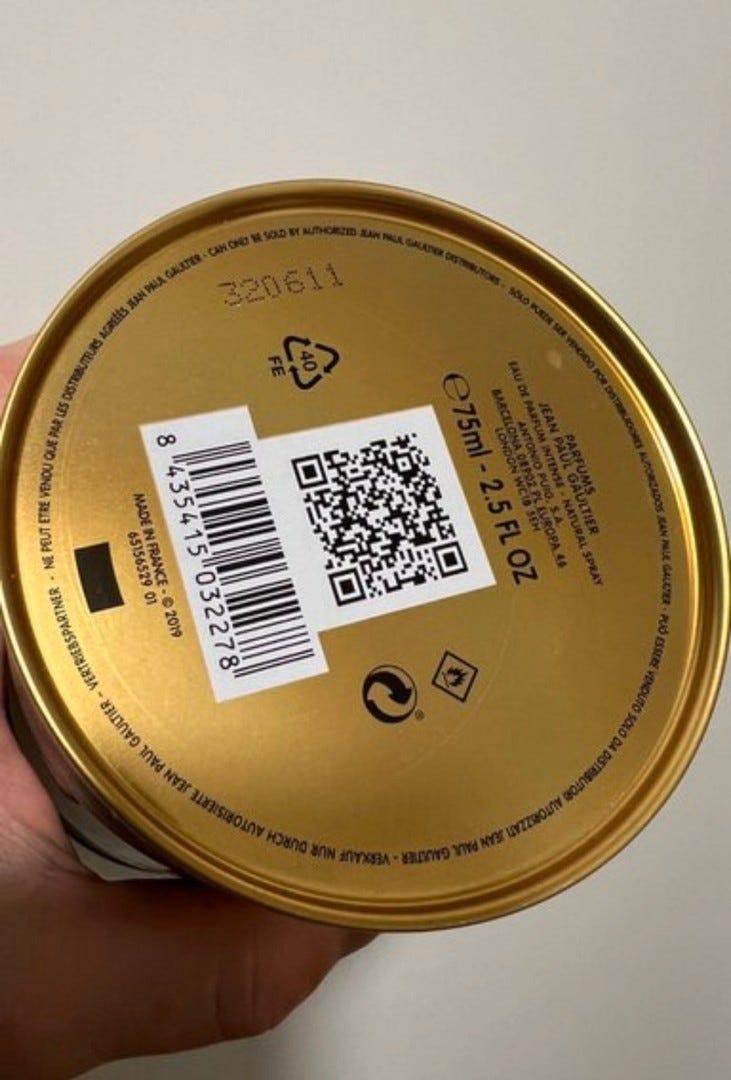 NE PEUT ETRE VENDU QUE PAR LES DISTRIBUTEURS AGRÉÉS JEAN PAUL GAULTIER - CAN ONLY BE SOLD BY AUTHORIZED JEAN PAUL GAULTIER DISTRIBUTORS - SÓLO PUEDE SER VENDIDO POR DISTRIBUIDORES AUTORIZADOS JEAN PAUL GAULTIER - PUÒ ESSERE VENDUTO SOLO DA DISTRIBUTORI AUTORIZZATI JEAN PAUL GAULTIER - VERKAUF NUR DURCH AUTORISIERTE JEAN PAUL GAULTIER - VERTRIEBSPARTNER -
320611
40
FE
PARFUMS
JEAN PAUL GAULTIER
EAU DE PARFUM INTENSE - NATURAL SPRAY
ANTONIO PUIG, S.A.
BARCELONA, 08902 PL.EUROPA 46
LONDON WC1B 5EH
℮75ml - 2.5 FL OZ
8 435415 032278
MADE IN FRANCE - © 2019
65156529 01
®